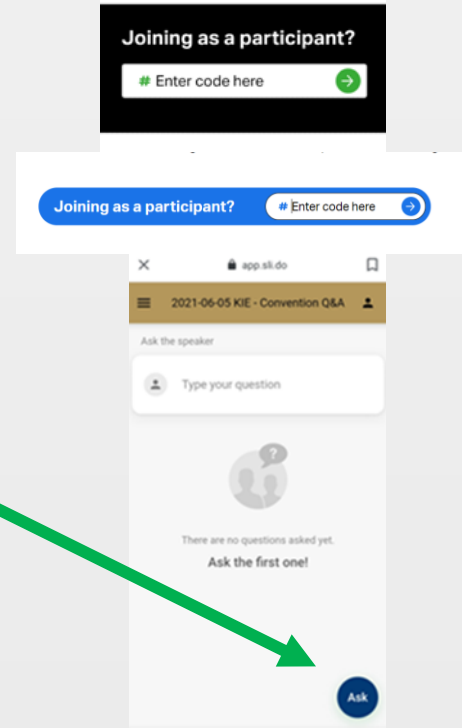 Joining as a participant?
# Enter code here
Joining as a participant?
# Enter code here
app.sli.do
2021-06-05 KIE - Convention Q&A
Ask the speaker
Type your question
?
There are no questions asked yet.
Ask the first one!
Ask